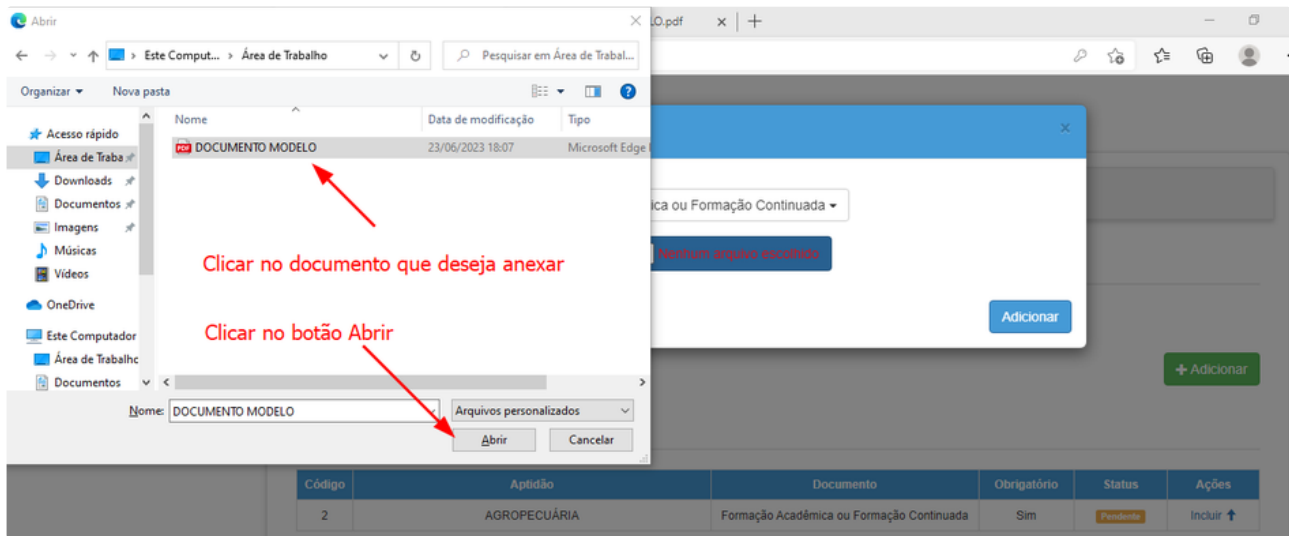 Abrir
LO.pdf
Este Comput... › Área de Trabalho
Pesquisar em Área de Trabal...
Organizar
Nova pasta
Nome
Data de modificação
Tipo
Acesso rápido
Área de Traba
Downloads
Documentos
Imagens
Músicas
Vídeos
OneDrive
Este Computador
Área de Trabalho
Documentos
DOCUMENTO MODELO
23/06/2023 18:07
Microsoft Edge
Clicar no documento que deseja anexar
Clicar no botão Abrir
Nome:
DOCUMENTO MODELO
Arquivos personalizados
Abrir
Cancelar
ica ou Formação Continuada
Nenhum arquivo escolhido
Adicionar
+ Adicionar
Código
Aptidão
Documento
Obrigatório
Status
Ações
2
AGROPECUÁRIA
Formação Acadêmica ou Formação Continuada
Sim
Pendente
Incluir